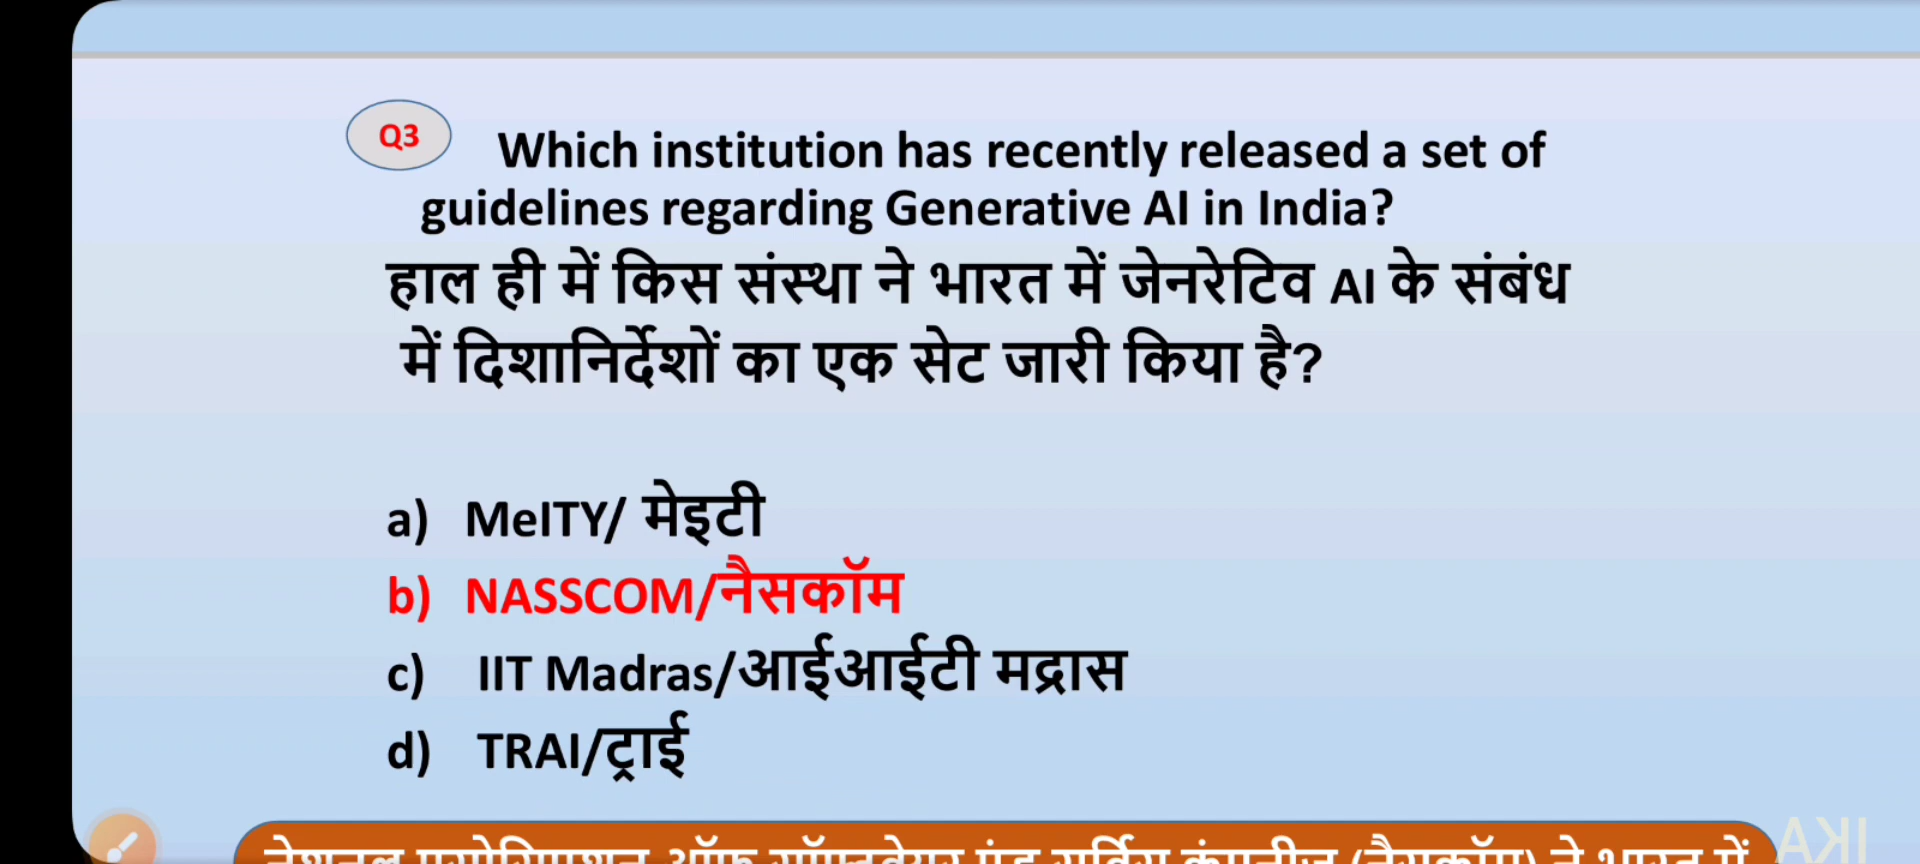 Q3
Which institution has recently released a set of
guidelines regarding Generative AI in India?
हाल ही में किस संस्था ने भारत में जेनरेटिव AI के संबंध
में दिशानिर्देशों का एक सेट जारी किया है?
a) MeITY/ मेइटी
b) NASSCOM/नैसकॉम
c) IIT Madras/आईआईटी मद्रास
d) TRAI/ट्राई